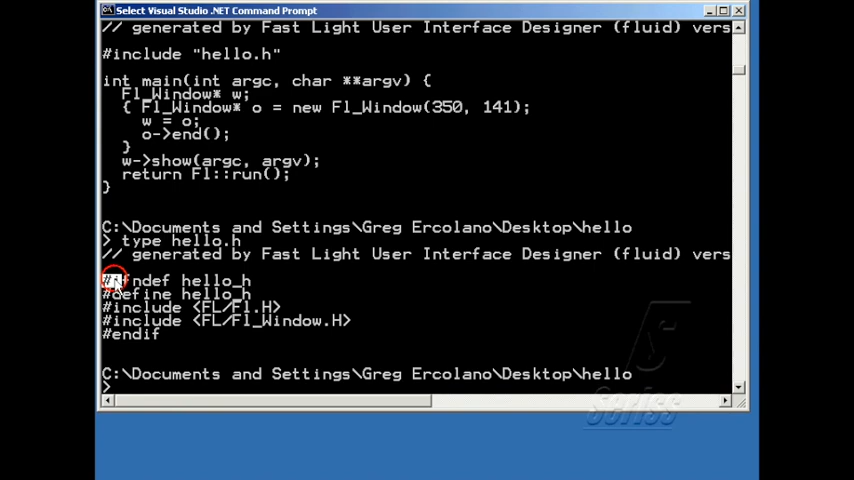 Select Visual Studio .NET Command Prompt
// generated by Fast Light User Interface Designer (fluid) vers
#include "hello.h"
int main(int argc, char **argv) {
Fl_Window* w;
{ Fl_Window* o = new Fl_Window(350, 141);
w = o;
o->end();
}
w->show(argc, argv);
return Fl::run();
}
C:\Documents and Settings\Greg Ercolano\Desktop\hello
> type hello.h
// generated by Fast Light User Interface Designer (fluid) vers
#ifndef hello_h
#define hello_h
#include <FL/Fl.H>
#include <FL/Fl_Window.H>
#endif
C:\Documents and Settings\Greg Ercolano\Desktop\hello
>
Seriss